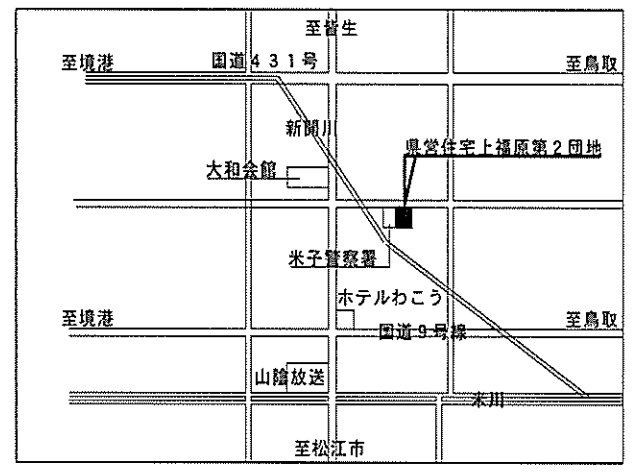 至皆生
至境港
国道４３１号
至鳥取
新開川
県営住宅上福原第２団地
大和会館
米子警察署
ホテルわこう
至境港
至鳥取
国道９号線
山陰放送
米川
至松江市